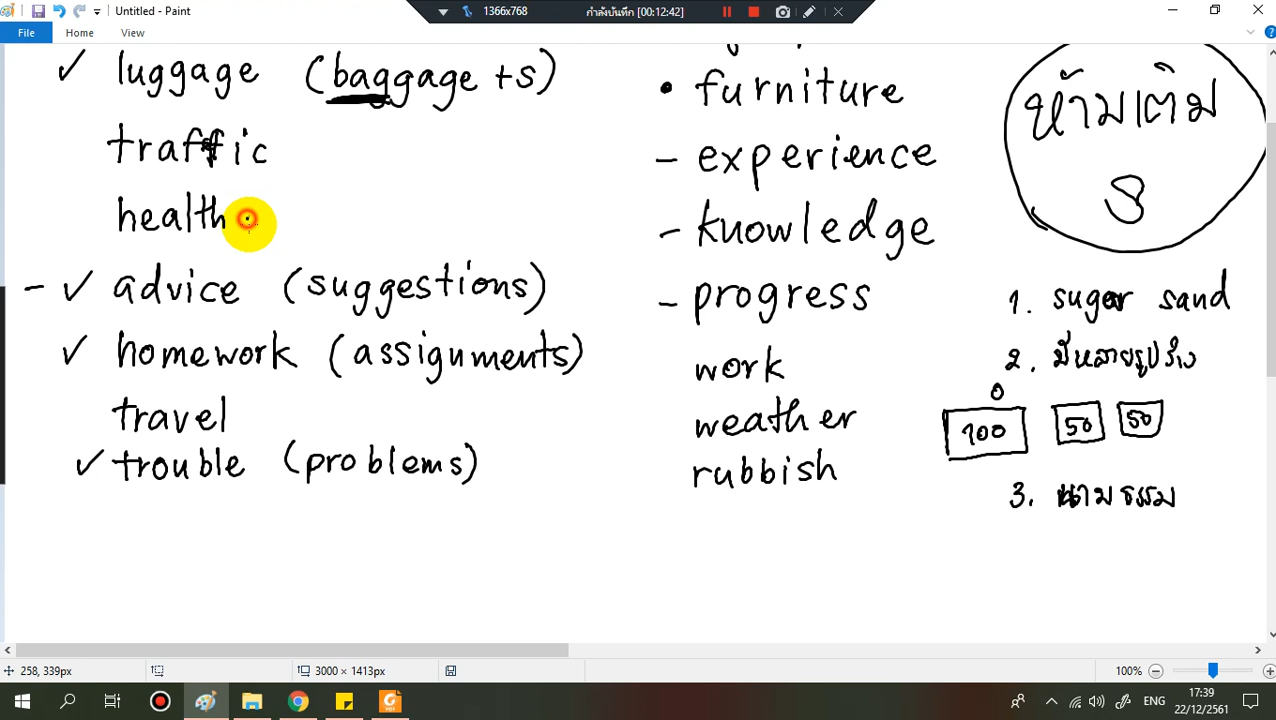 Untitled - Paint
1366x768
กำลังบันทึก [00:12:42]
File
Home
View
luggage (baggage +s)
traffic
health
advice (suggestions)
homework (assignments)
travel
trouble (problems)
furniture
experience
knowledge
progress
work
weather
rubbish
ห้ามเติม
S
1. sugar sand
2. มีหลายรูปร่าง
100 50 50
3. นามธรรม
258, 339px
3000 × 1413px
100%
ENG
17:39
22/12/2561